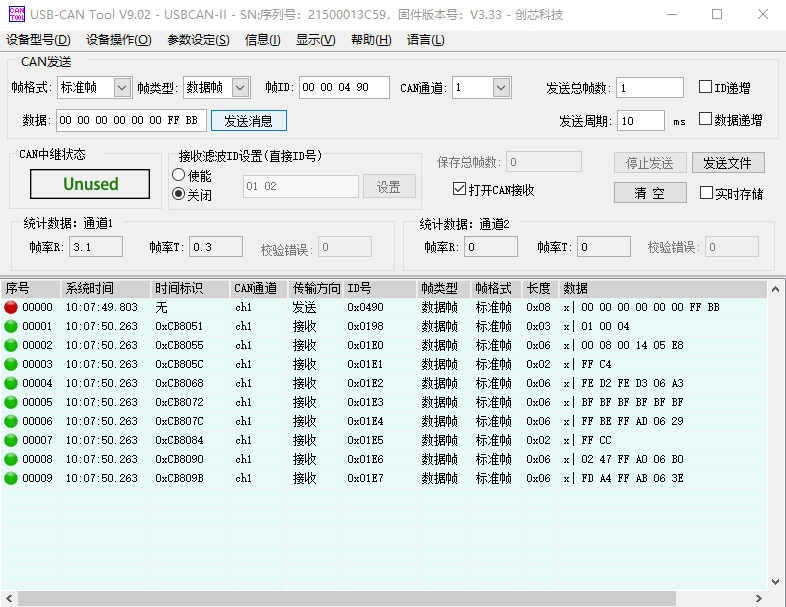 USB-CAN Tool V9.02 - USBCAN-II - SN:序列号: 21500013C59, 固件版本号: V3.33 - 创芯科技
设备型号(D) 设备操作(O) 参数设定(S) 信息(I) 显示(V) 帮助(H) 语言(L)
CAN发送
帧格式: 标准帧 帧类型: 数据帧 帧ID: 00 00 04 90 CAN通道: 1 发送总帧数: 1 ID递增
数据: 00 00 00 00 00 00 FF BB 发送消息 发送周期: 10 ms 数据递增
CAN中继状态 接收滤波ID设置(直接ID号) 保存总帧数: 0 停止发送 发送文件
Unused 使能 关闭 01 02 设置 打开CAN接收 清 空 实时存储
统计数据: 通道1 统计数据: 通道2
帧率R: 3.1 帧率T: 0.3 校验错误: 0 帧率R: 0 帧率T: 0 校验错误: 0
序号 系统时间 时间标识 CAN通道 传输方向 ID号 帧类型 帧格式 长度 数据
00000 10:07:49.803 无 ch1 发送 0x0490 数据帧 标准帧 0x08 x| 00 00 00 00 00 00 FF BB
00001 10:07:50.263 0xCB8051 ch1 接收 0x0198 数据帧 标准帧 0x03 x| 01 00 04
00002 10:07:50.263 0xCB8055 ch1 接收 0x01E0 数据帧 标准帧 0x06 x| 00 08 00 14 05 E8
00003 10:07:50.263 0xCB805C ch1 接收 0x01E1 数据帧 标准帧 0x02 x| FF C4
00004 10:07:50.263 0xCB8068 ch1 接收 0x01E2 数据帧 标准帧 0x06 x| FE D2 FE D3 06 A3
00005 10:07:50.263 0xCB8072 ch1 接收 0x01E3 数据帧 标准帧 0x06 x| BF BF BF BF BF BF
00006 10:07:50.263 0xCB807C ch1 接收 0x01E4 数据帧 标准帧 0x06 x| FF BE FF AD 06 29
00007 10:07:50.263 0xCB8084 ch1 接收 0x01E5 数据帧 标准帧 0x02 x| FF CC
00008 10:07:50.263 0xCB8090 ch1 接收 0x01E6 数据帧 标准帧 0x06 x| 02 47 FF A0 06 B0
00009 10:07:50.263 0xCB809B ch1 接收 0x01E7 数据帧 标准帧 0x06 x| FD A4 FF AB 06 3E